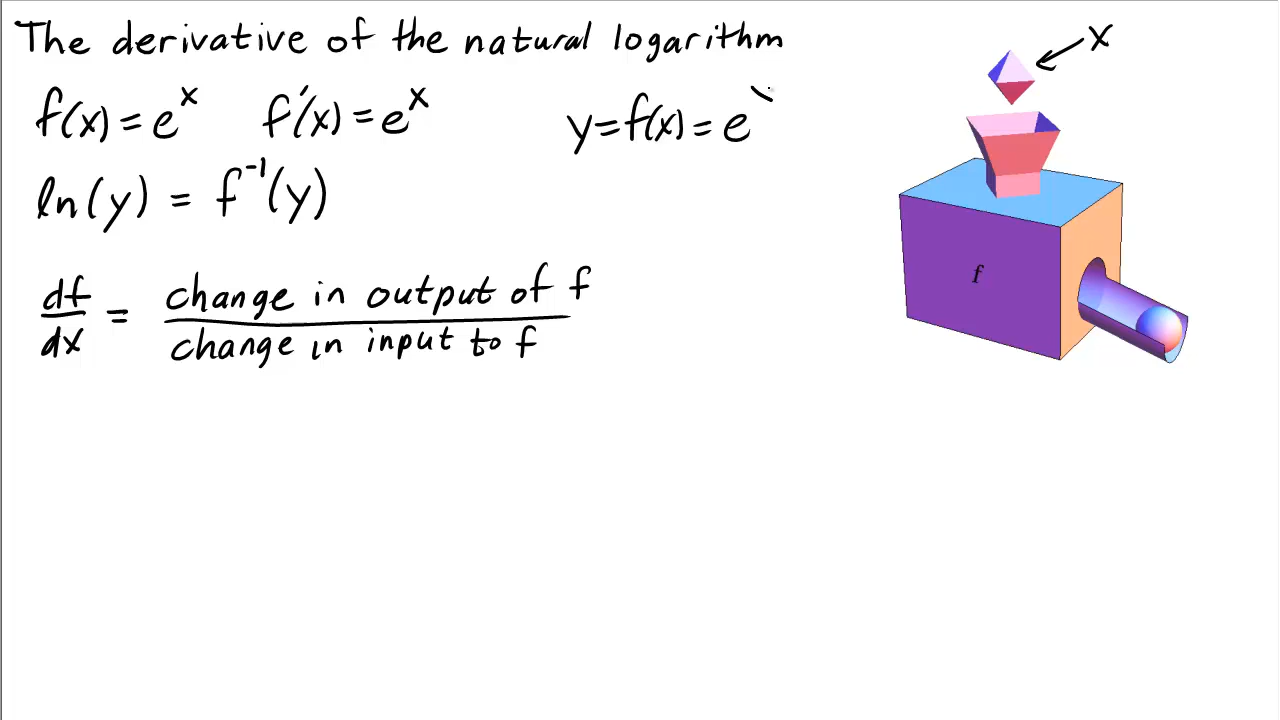 The derivative of the natural logarithm
x
f(x) = e^x f'(x) = e^x y = f(x) = e
ln(y) = f^-1(y)
f
df/dx = change in output of f / change in input to f